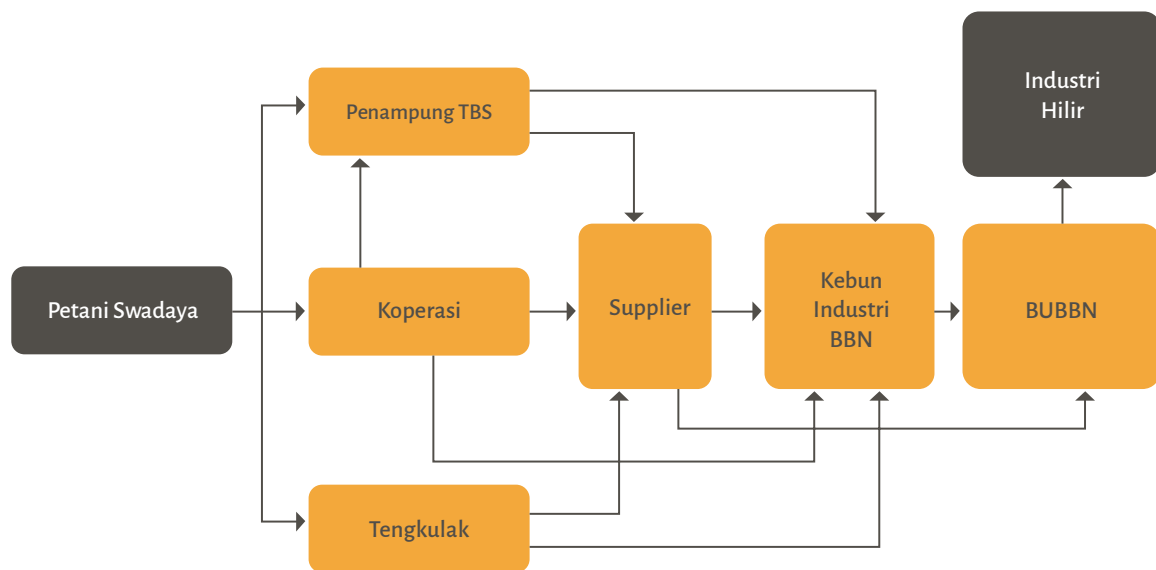 Industri
Hilir
Penampung TBS
Petani Swadaya
Koperasi
Supplier
Kebun
Industri
BBN
BUBBN
Tengkulak